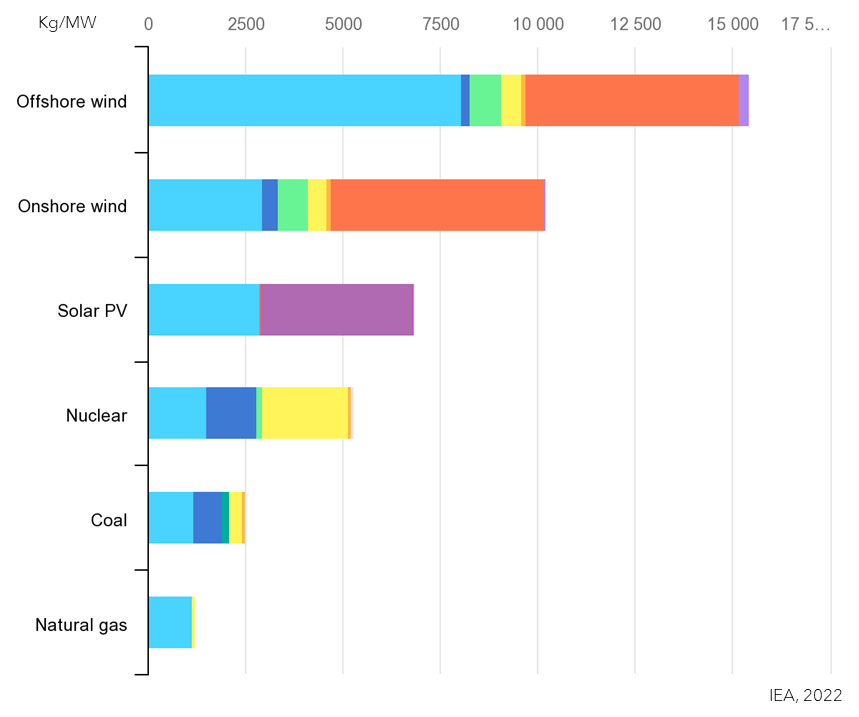 Kg/MW 0 2500 5000 7500 10 000 12 500 15 000 17 5...
Offshore wind
Onshore wind
Solar PV
Nuclear
Coal
Natural gas
IEA, 2022